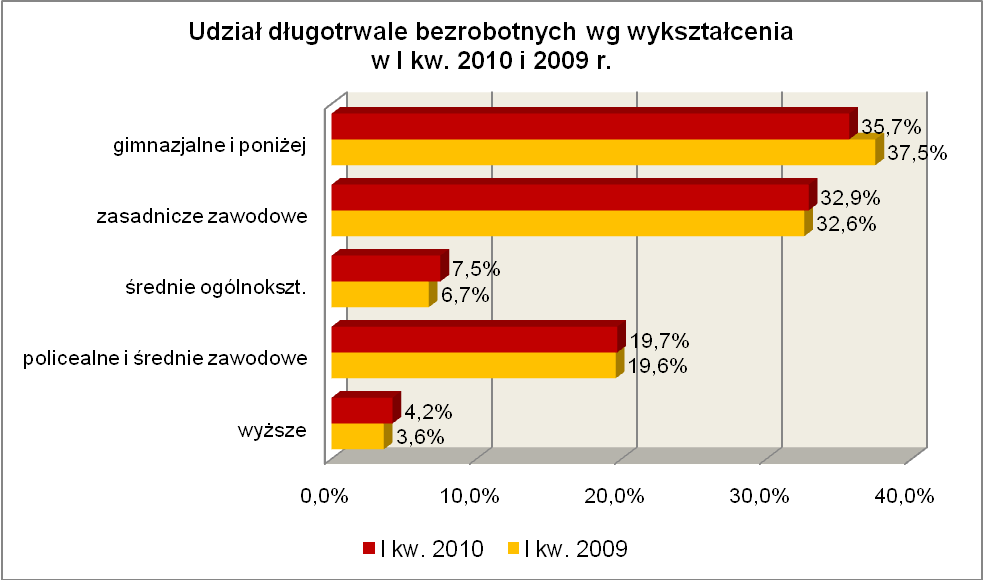 Udział długotrwale bezrobotnych wg wykształcenia
w I kw. 2010 i 2009 r.
gimnazjalne i poniżej
35,7%
37,5%
zasadnicze zawodowe
32,9%
32,6%
średnie ogólnokszt.
7,5%
6,7%
policealne i średnie zawodowe
19,7%
19,6%
wyższe
4,2%
3,6%
0,0% 10,0% 20,0% 30,0% 40,0%
I kw. 2010 I kw. 2009